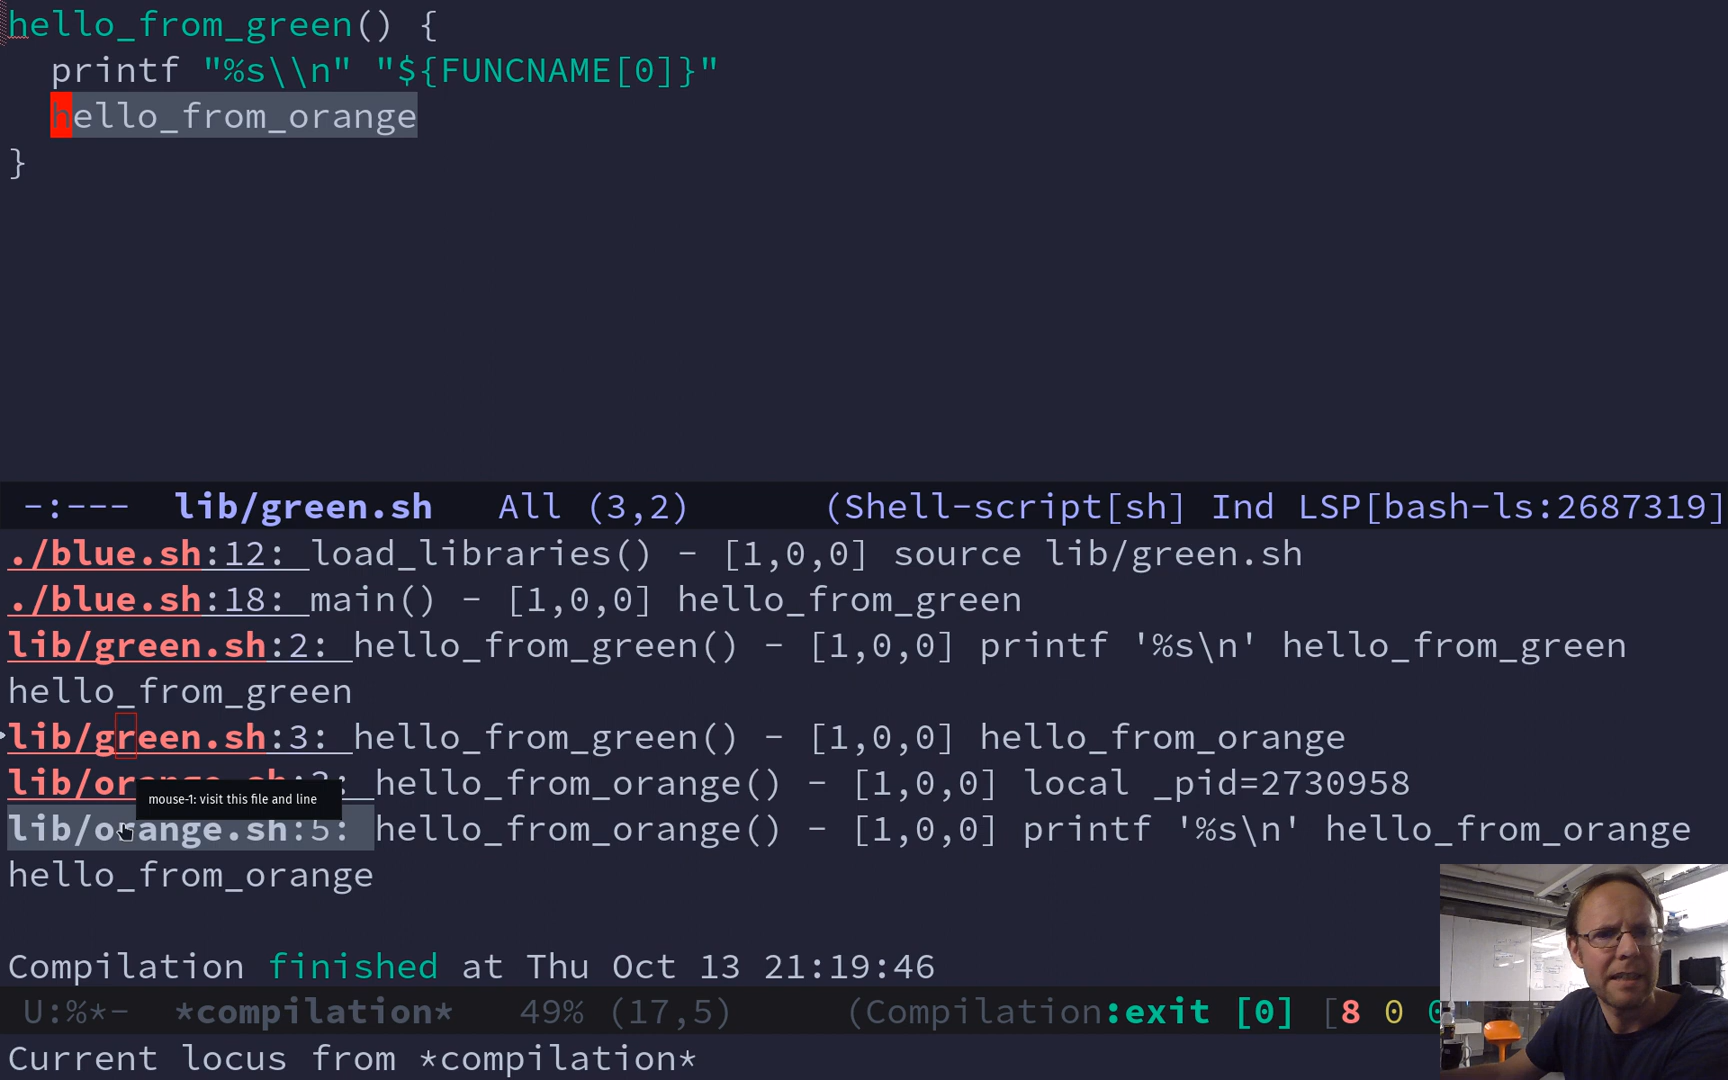 hello_from_green() {
  printf "%s\\n" "${FUNCNAME[0]}"
  hello_from_orange
}
-:---  lib/green.sh   All (3,2)      (Shell-script[sh] Ind LSP[bash-ls:2687319]
./blue.sh:12: load_libraries() - [1,0,0] source lib/green.sh
./blue.sh:18: main() - [1,0,0] hello_from_green
lib/green.sh:2: hello_from_green() - [1,0,0] printf '%s\n' hello_from_green
hello_from_green
lib/green.sh:3: hello_from_green() - [1,0,0] hello_from_orange
lib/orange.sh: hello_from_orange() - [1,0,0] local _pid=2730958
mouse-1: visit this file and line
lib/orange.sh:5: hello_from_orange() - [1,0,0] printf '%s\n' hello_from_orange
hello_from_orange
Compilation finished at Thu Oct 13 21:19:46
U:%*-  *compilation*   49% (17,5)     (Compilation:exit [0] [8 0
Current locus from *compilation*